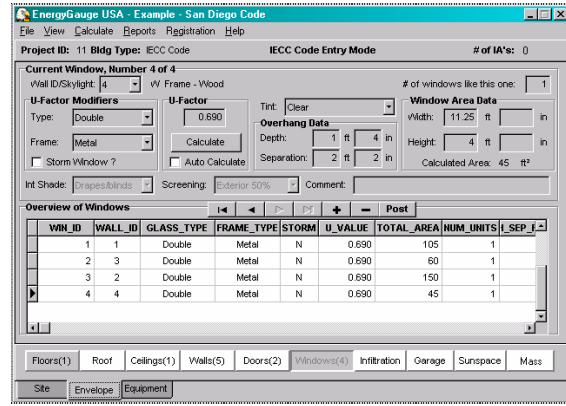 EnergyGauge USA - Example - San Diego Code
File View Calculate Reports Registration Help
Project ID: 11 Bldg Type: IECC Code IECC Code Entry Mode # of IA's: 0
Current Window, Number 4 of 4
Wall ID/Skylight: 4 W Frame - Wood # of windows like this one: 1
U-Factor Modifiers U-Factor Tint: Clear Window Area Data
Type: Double 0.690 Overhang Data Width: 11.25 ft in
Frame: Metal Calculate Depth: 1 ft 4 in Height: 4 ft in
Storm Window ? Auto Calculate Separation: 2 ft 2 in Calculated Area: 45 ft²
Int Shade: Drapes/blinds Screening: Exterior 50% Comment:
Overview of Windows Post
WIN_ID WALL_ID GLASS_TYPE FRAME_TYPE STORM U_VALUE TOTAL_AREA NUM_UNITS
1 1 Double Metal N 0.690 105 1
2 3 Double Metal N 0.690 60 1
3 2 Double Metal N 0.690 150 1
4 4 Double Metal N 0.690 45 1
Floors(1) Roof Ceilings(1) Walls(5) Doors(2) Windows(4) Infiltration Garage Sunspace Mass
Site Envelope Equipment